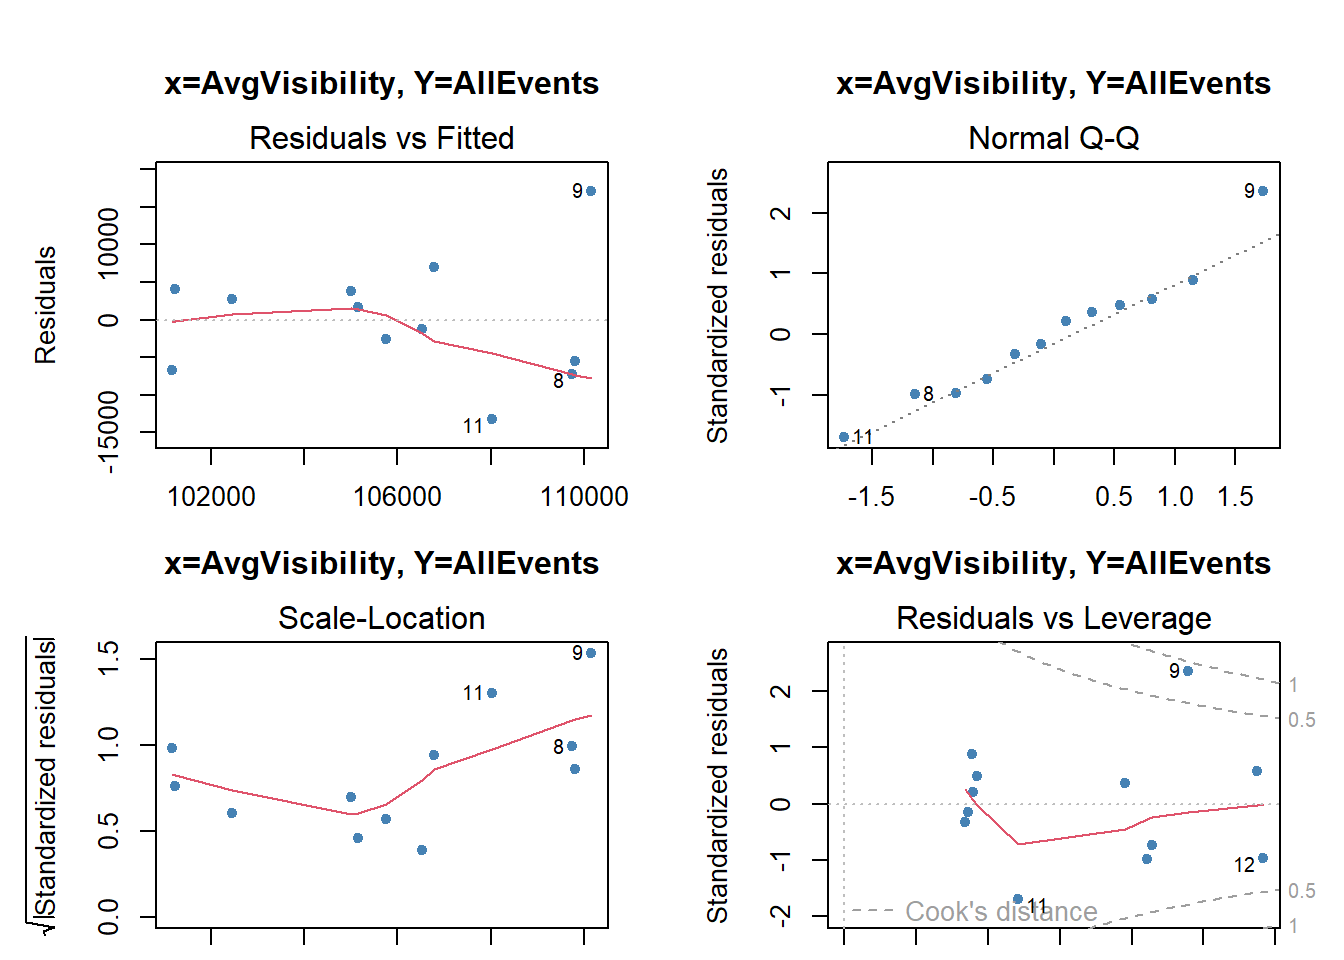 x=AvgVisibility, Y=AllEvents
Residuals vs Fitted
Residuals
-15000 0 10000
9
8
11
102000 106000 110000
x=AvgVisibility, Y=AllEvents
Normal Q-Q
Standardized residuals
-1 0 1 2
9
8
11
-1.5 -0.5 0.5 1.0 1.5
x=AvgVisibility, Y=AllEvents
Scale-Location
√|Standardized residuals|
0.0 0.5 1.0 1.5
9
11
8
x=AvgVisibility, Y=AllEvents
Residuals vs Leverage
Standardized residuals
-2 -1 0 1 2
9
12
11
Cook's distance
1
0.5
0.5
1